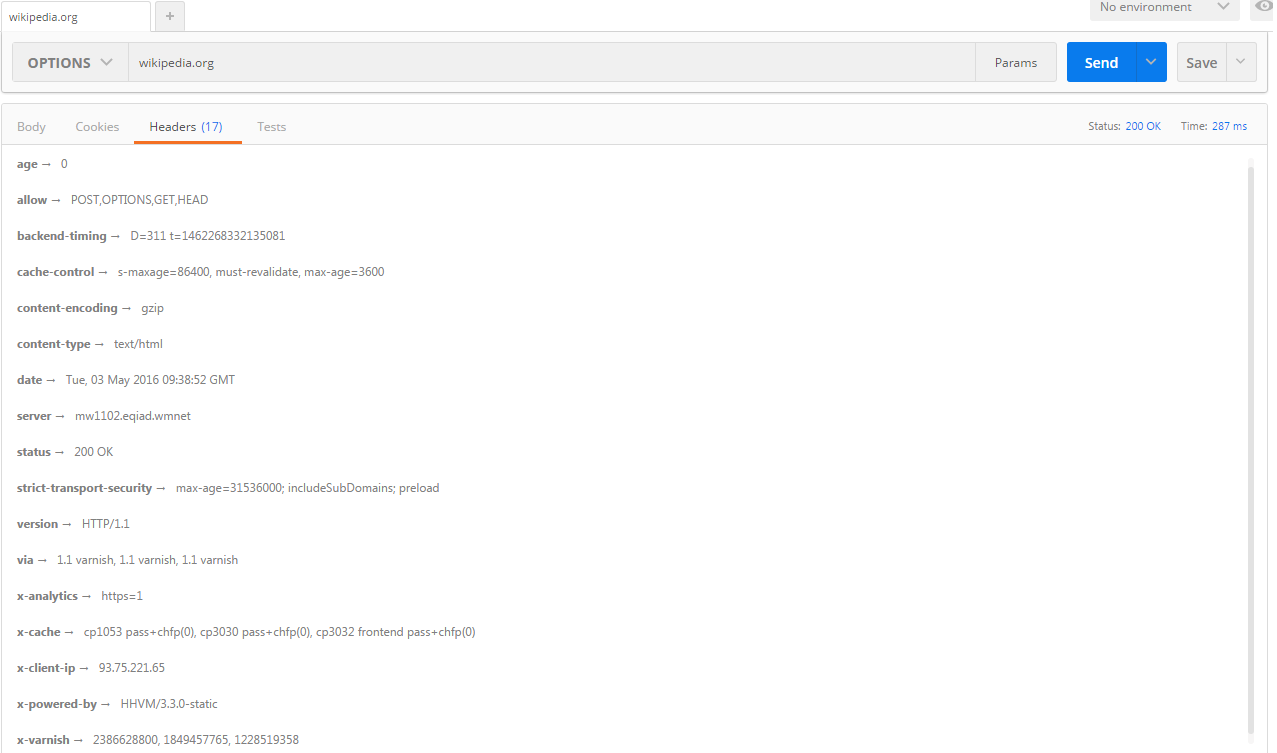 wikipedia.org + No environment
OPTIONS wikipedia.org Params Send Save
Body Cookies Headers (17) Tests Status: 200 OK Time: 287 ms
age → 0
allow → POST,OPTIONS,GET,HEAD
backend-timing → D=311 t=1462268332135081
cache-control → s-maxage=86400, must-revalidate, max-age=3600
content-encoding → gzip
content-type → text/html
date → Tue, 03 May 2016 09:38:52 GMT
server → mw1102.eqiad.wmnet
status → 200 OK
strict-transport-security → max-age=31536000; includeSubDomains; preload
version → HTTP/1.1
via → 1.1 varnish, 1.1 varnish, 1.1 varnish
x-analytics → https=1
x-cache → cp1053 pass+chfp(0), cp3030 pass+chfp(0), cp3032 frontend pass+chfp(0)
x-client-ip → 93.75.221.65
x-powered-by → HHVM/3.3.0-static
x-varnish → 2386628800, 1849457765, 1228519358